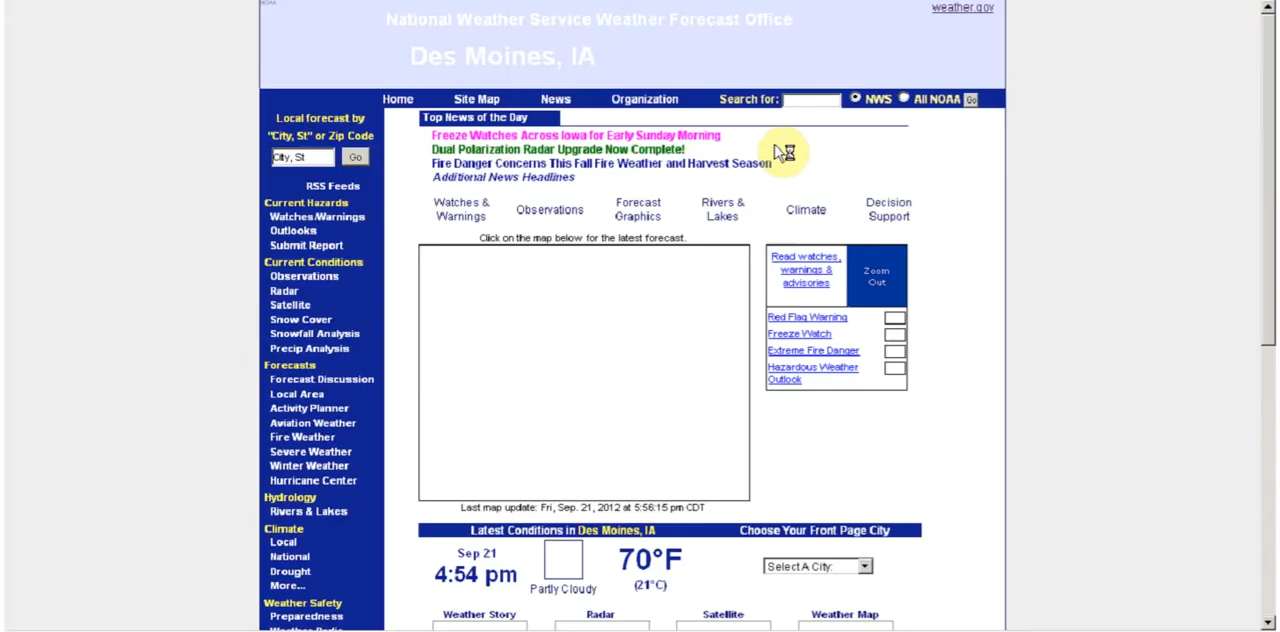 NOAA
weather.gov
National Weather Service Weather Forecast Office
Des Moines, IA
Home Site Map News Organization Search for: NWS All NOAA Go
Local forecast by
"City, St" or Zip Code
City, St Go
RSS Feeds
Current Hazards
Watches/Warnings
Outlooks
Submit Report
Current Conditions
Observations
Radar
Satellite
Snow Cover
Snowfall Analysis
Precip Analysis
Forecasts
Forecast Discussion
Local Area
Activity Planner
Aviation Weather
Fire Weather
Severe Weather
Winter Weather
Hurricane Center
Hydrology
Rivers & Lakes
Climate
Local
National
Drought
More...
Weather Safety
Preparedness
Weather Radio
Top News of the Day
Freeze Watches Across Iowa for Early Sunday Morning
Dual Polarization Radar Upgrade Now Complete!
Fire Danger Concerns This Fall Fire Weather and Harvest Season
Additional News Headlines
Watches &
Warnings
Observations
Forecast
Graphics
Rivers &
Lakes
Climate
Decision
Support
Click on the map below for the latest forecast.
Read watches,
warnings &
advisories
Zoom
Out
Red Flag Warning
Freeze Watch
Extreme Fire Danger
Hazardous Weather
Outlook
Last map update: Fri, Sep. 21, 2012 at 5:56:15 pm CDT
Latest Conditions in Des Moines, IA
Choose Your Front Page City
Sep 21
4:54 pm
Partly Cloudy
70°F
(21°C)
Select A City:
Weather Story Radar Satellite Weather Map